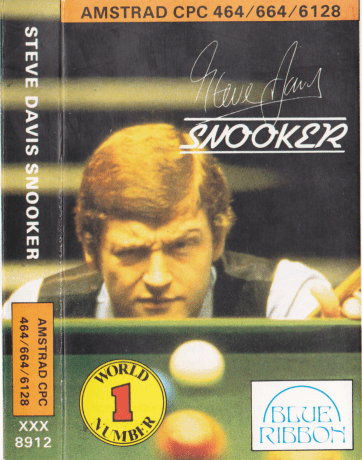 AMSTRAD CPC 464/664/6128
Steve Davis
SNOOKER
STEVE DAVIS SNOOKER
AMSTRAD CPC
464/664/6128
XXX
8912
WORLD
1
NUMBER
BLUE
RIBBON